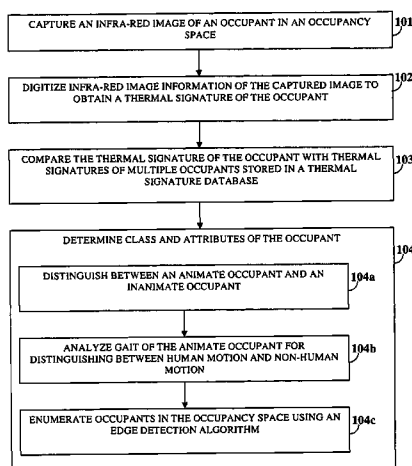 CAPTURE AN INFRA-RED IMAGE OF AN OCCUPANT IN AN OCCUPANCY
SPACE
101
DIGITIZE INFRA-RED IMAGE INFORMATION OF THE CAPTURED IMAGE TO
OBTAIN A THERMAL SIGNATURE OF THE OCCUPANT
102
COMPARE THE THERMAL SIGNATURE OF THE OCCUPANT WITH THERMAL
SIGNATURES OF MULTIPLE OCCUPANTS STORED IN A THERMAL
SIGNATURE DATABASE
103
DETERMINE CLASS AND ATTRIBUTES OF THE OCCUPANT
104
DISTINGUISH BETWEEN AN ANIMATE OCCUPANT AND AN
INANIMATE OCCUPANT
104a
ANALYZE GAIT OF THE ANIMATE OCCUPANT FOR
DISTINGUISHING BETWEEN HUMAN MOTION AND NON-HUMAN
MOTION
104b
ENUMERATE OCCUPANTS IN THE OCCUPANCY SPACE USING AN
EDGE DETECTION ALGORITHM
104c